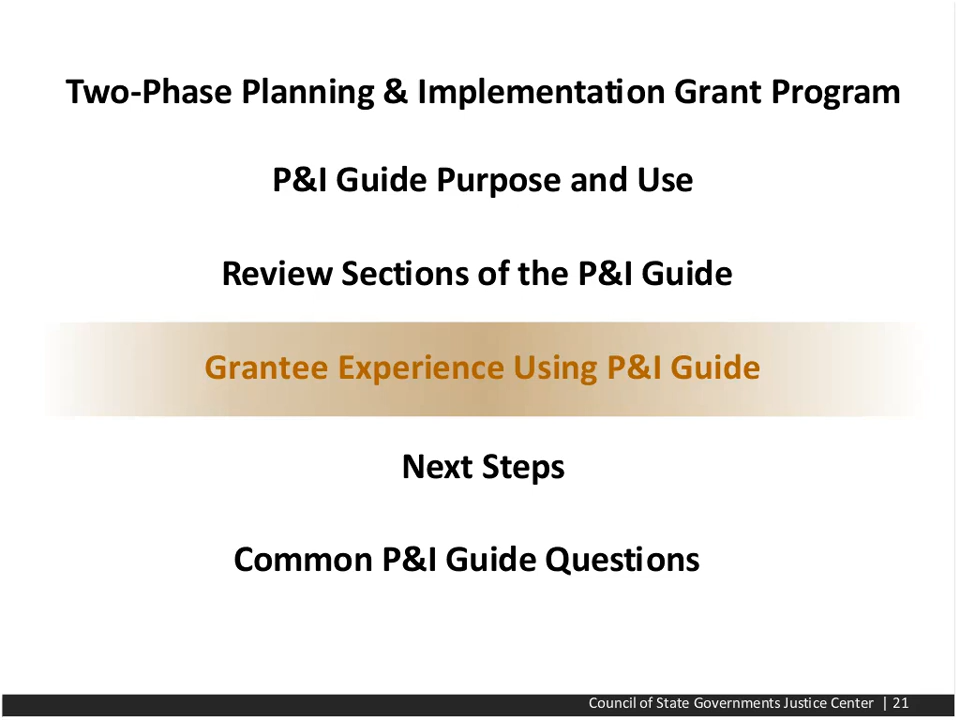 Two-Phase Planning & Implementation Grant Program
P&I Guide Purpose and Use
Review Sections of the P&I Guide
Grantee Experience Using P&I Guide
Next Steps
Common P&I Guide Questions
Council of State Governments Justice Center | 21